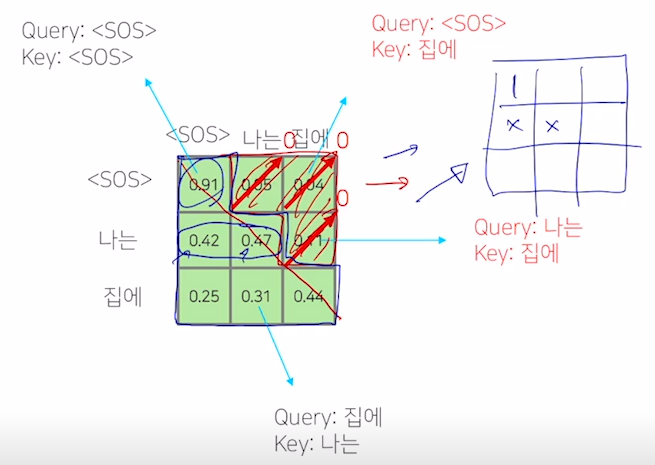 Query: <SOS>
Key: <SOS>
Query: <SOS>
Key: 집에
<SOS> 나는 집에
0 0
<SOS> 0.91 0.05 0.04
0
나는 0.42 0.47 0.11
집에 0.25 0.31 0.44
1
x x
Query: 나는
Key: 집에
Query: 집에
Key: 나는